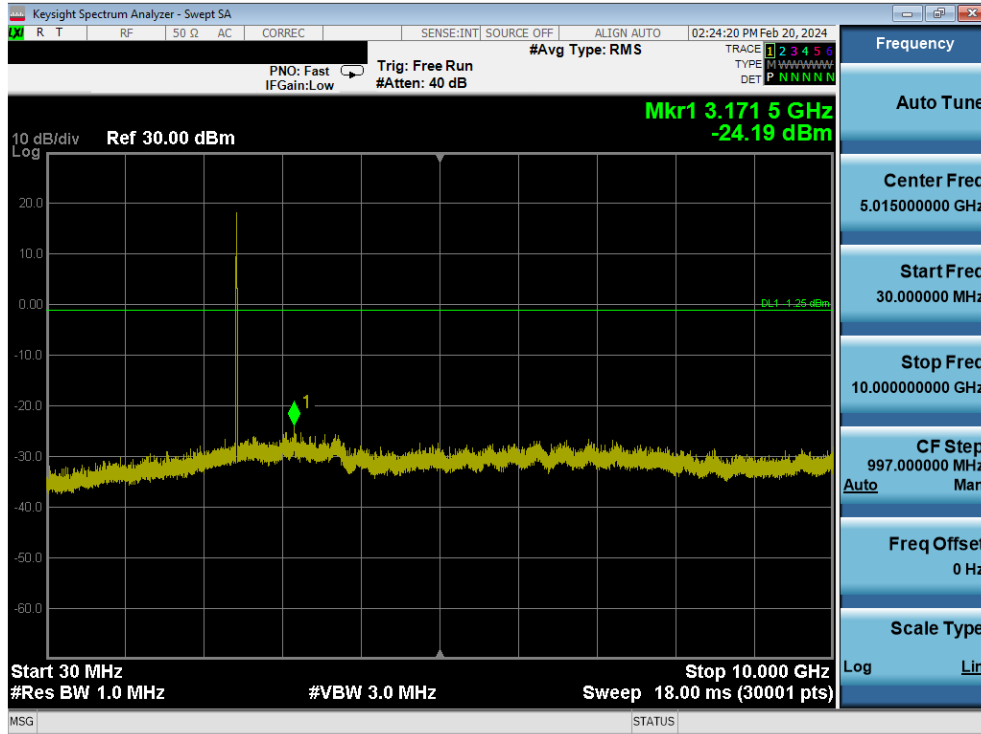 Keysight Spectrum Analyzer - Swept SA
LXI R T RF 50 Ω AC CORREC SENSE:INT SOURCE OFF ALIGN AUTO 02:24:20 PM Feb 20, 2024
#Avg Type: RMS
TRACE 1 2 3 4 5 6
PNO: Fast Trig: Free Run
TYPE M WWWWW
IFGain:Low #Atten: 40 dB
DET P N N N N N
Mkr1 3.171 5 GHz
-24.19 dBm
10 dB/div Ref 30.00 dBm
Log
20.0
10.0
0.00
DL1 -1.25 dBm
-10.0
-20.0
1
-30.0
-40.0
-50.0
-60.0
Start 30 MHz Stop 10.000 GHz
#Res BW 1.0 MHz #VBW 3.0 MHz Sweep 18.00 ms (30001 pts)
MSG STATUS
Frequency
Auto Tune
Center Freq
5.015000000 GHz
Start Freq
30.000000 MHz
Stop Freq
10.000000000 GHz
CF Step
997.000000 MHz
Auto Man
Freq Offset
0 Hz
Scale Type
Log Lin